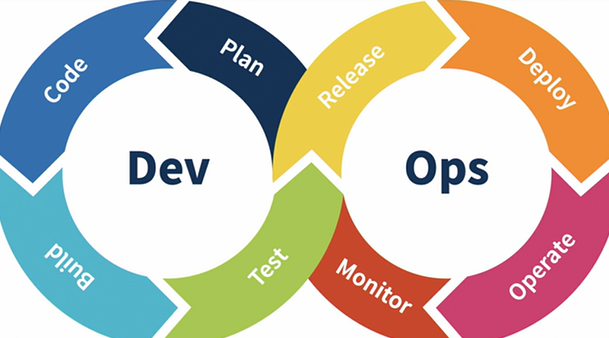 Plan
Code
Build
Test
Release
Deploy
Operate
Monitor
Dev
Ops